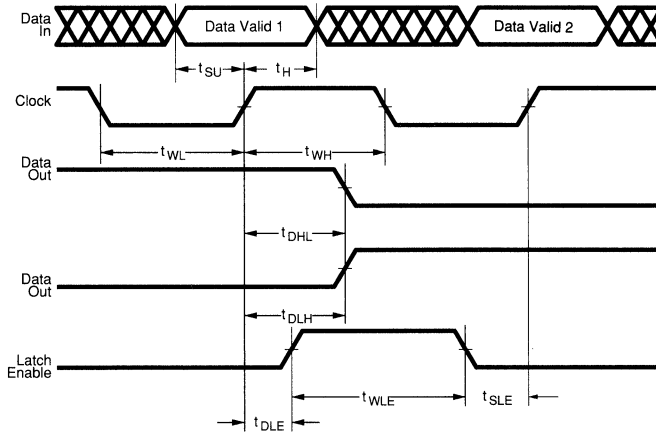 Data In
Data Valid 1
Data Valid 2
tSU
tH
Clock
tWL
tWH
Data Out
tDHL
Data Out
tDLH
Latch Enable
tWLE
tSLE
tDLE